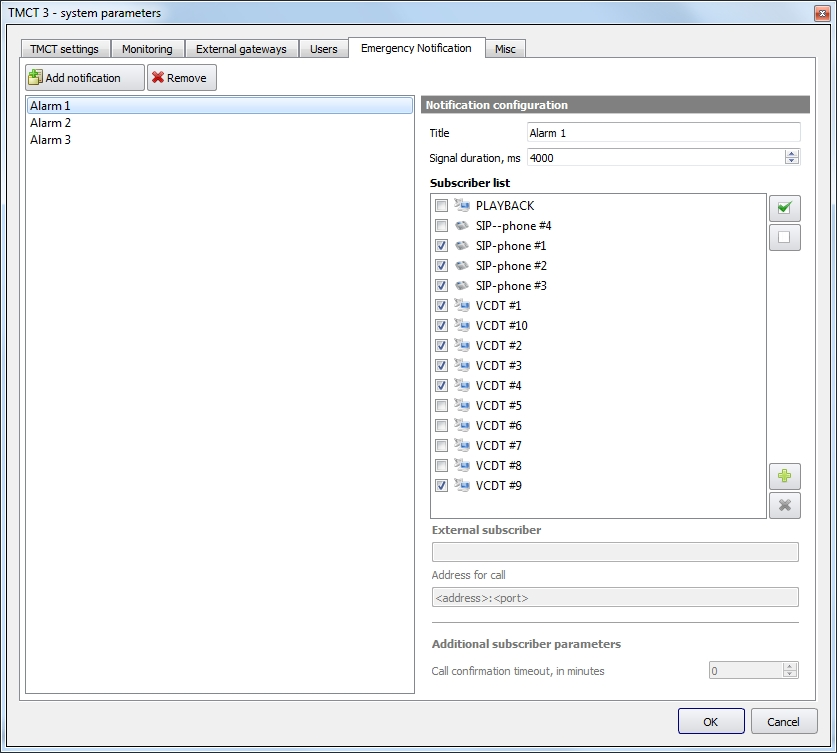 TMCT 3 - system parameters
TMCT settings
Monitoring
External gateways
Users
Emergency Notification
Misc
Add notification
Remove
Alarm 1
Alarm 2
Alarm 3
Notification configuration
Title
Alarm 1
Signal duration, ms
4000
Subscriber list
PLAYBACK
SIP--phone #4
SIP-phone #1
SIP-phone #2
SIP-phone #3
VCDT #1
VCDT #10
VCDT #2
VCDT #3
VCDT #4
VCDT #5
VCDT #6
VCDT #7
VCDT #8
VCDT #9
External subscriber
Address for call
<address>:<port>
Additional subscriber parameters
Call confirmation timeout, in minutes
0
OK
Cancel